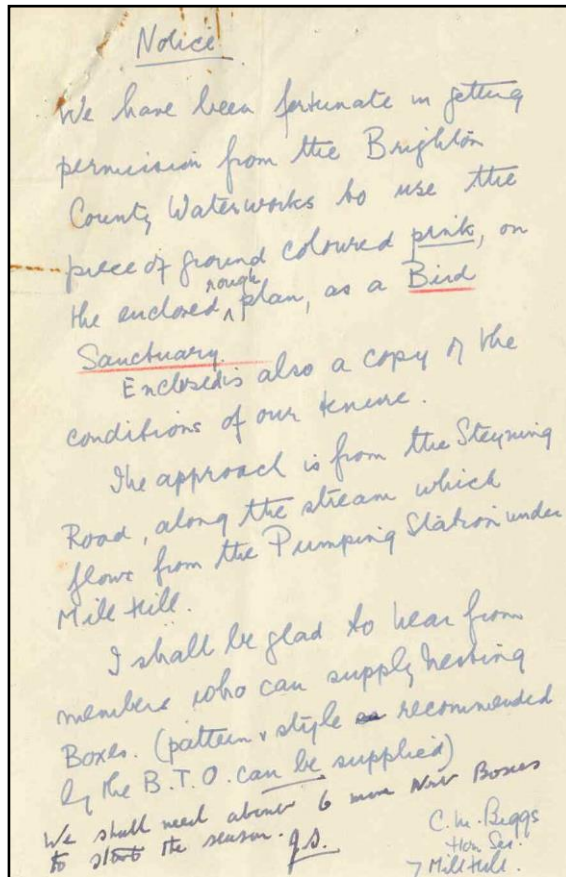 Notice
We have been fortunate in getting
permission from the Brighton
County Waterworks to use the
piece of ground coloured pink, on
the enclosed rough plan, as a Bird
Sanctuary.
Enclosed is also a copy of the
conditions of our tenure.
The approach is from the Steyning
Road, along the stream which
flows from the Pumping Station under
Mill Hill.
I shall be glad to hear from
members who can supply Nesting
Boxes. (pattern & style as recommended
by the B.T.O. can be supplied)
We shall need about 6 more Nest Boxes
to start the season. J.S.
C.M. Biggs
Hon Sec.
7 Mill Hill.